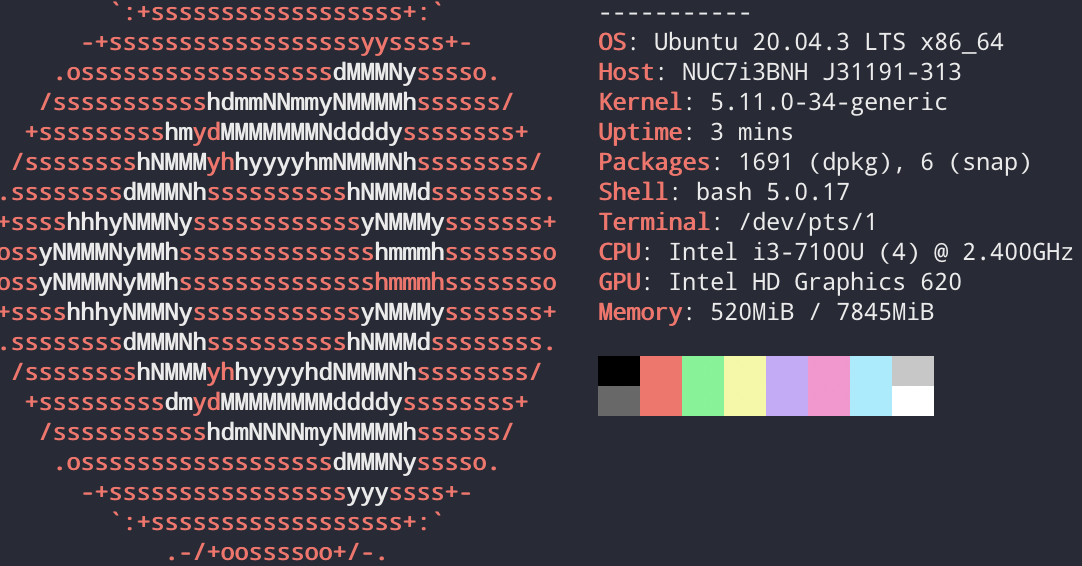 `:+ssssssssssssssssss+:`
-+ssssssssssssssssssyyssss+-
.ossssssssssssssssssdMMMNysssso.
/ssssssssssshdmmNNmmyNMMMMhssssss/
+ssssssssshmydMMMMMMMNddddyssssssss+
/sssssssshNMMMyhhyyyyhmNMMMNhssssssss/
.ssssssssdMMMNhsssssssssshNMMMdssssssss.
+sssshhhyNMMNyssssssssssssyNMMMysssssss+
ossyNMMMNyMMhsssssssssssssshmmmhssssssso
ossyNMMMNyMMhsssssssssssssshmmmhssssssso
+sssshhhyNMMNyssssssssssssyNMMMysssssss+
.ssssssssdMMMNhsssssssssshNMMMdssssssss.
/sssssssshNMMMyhhyyyyhdNMMMNhssssssss/
+sssssssssdmydMMMMMMMMddddyssssssss+
/ssssssssssshdmNNNNmyNMMMMhssssss/
.ossssssssssssssssssdMMMNysssso.
-+sssssssssssssssssyyyssss+-
`:+ssssssssssssssssss+:`
.-/+oossssoo+/-.
-----------
OS: Ubuntu 20.04.3 LTS x86_64
Host: NUC7i3BNH J31191-313
Kernel: 5.11.0-34-generic
Uptime: 3 mins
Packages: 1691 (dpkg), 6 (snap)
Shell: bash 5.0.17
Terminal: /dev/pts/1
CPU: Intel i3-7100U (4) @ 2.400GHz
GPU: Intel HD Graphics 620
Memory: 520MiB / 7845MiB